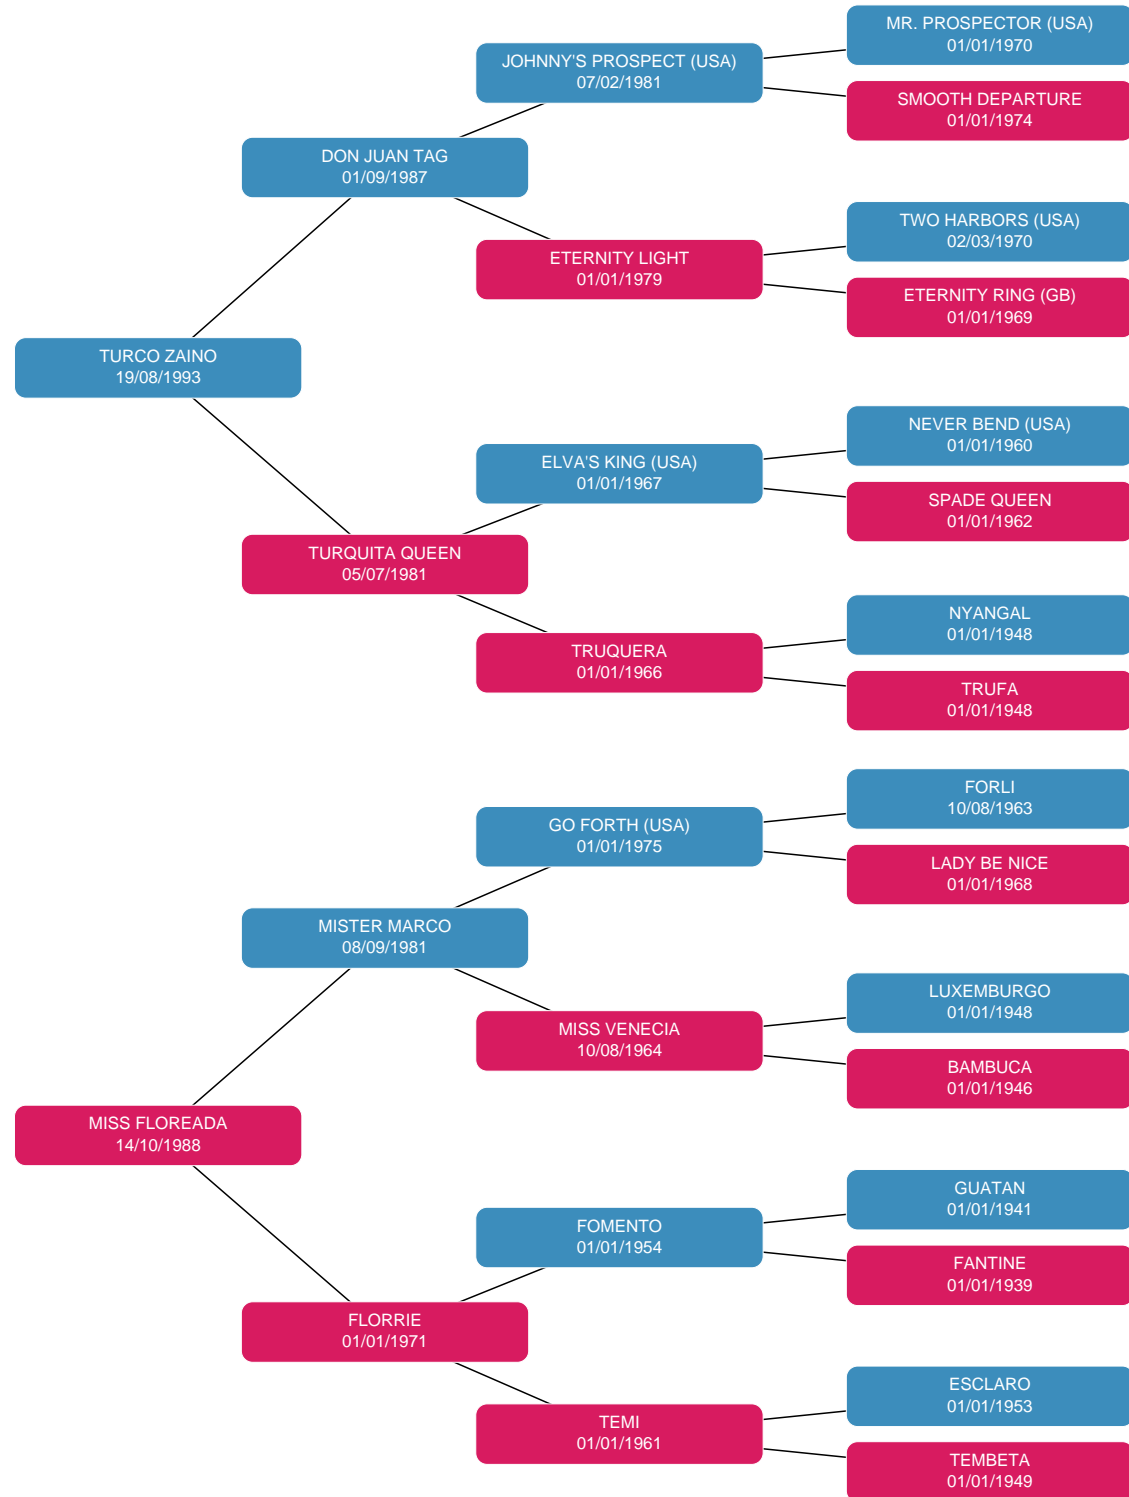 MR. PROSPECTOR (USA)
01/01/1970
JOHNNY'S PROSPECT (USA)
07/02/1981
SMOOTH DEPARTURE
01/01/1974
DON JUAN TAG
01/09/1987
TWO HARBORS (USA)
02/03/1970
ETERNITY LIGHT
01/01/1979
ETERNITY RING (GB)
01/01/1969
TURCO ZAINO
19/08/1993
NEVER BEND (USA)
01/01/1960
ELVA'S KING (USA)
01/01/1967
SPADE QUEEN
01/01/1962
TURQUITA QUEEN
05/07/1981
NYANGAL
01/01/1948
TRUQUERA
01/01/1966
TRUFA
01/01/1948
FORLI
10/08/1963
GO FORTH (USA)
01/01/1975
LADY BE NICE
01/01/1968
MISTER MARCO
08/09/1981
LUXEMBURGO
01/01/1948
MISS VENECIA
10/08/1964
BAMBUCA
01/01/1946
MISS FLOREADA
14/10/1988
GUATAN
01/01/1941
FOMENTO
01/01/1954
FANTINE
01/01/1939
FLORRIE
01/01/1971
ESCLARO
01/01/1953
TEMI
01/01/1961
TEMBETA
01/01/1949